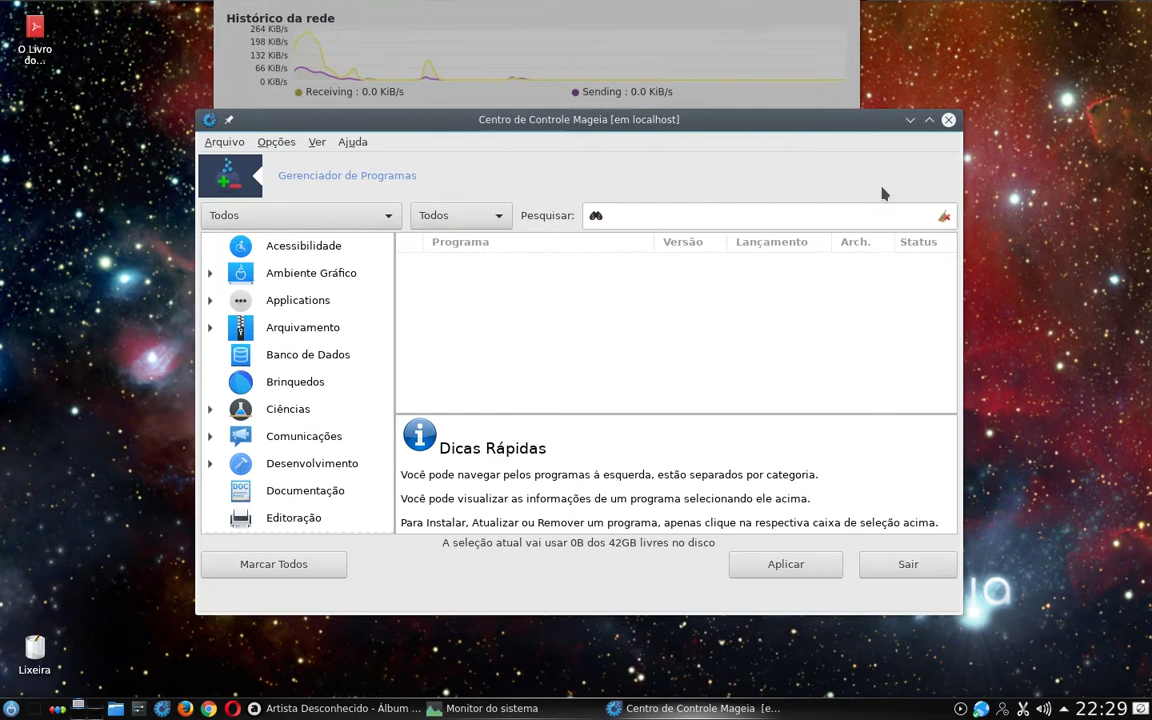 O Livro
do...
Histórico da rede
264 KiB/s
198 KiB/s
132 KiB/s
66 KiB/s
0 KiB/s
Receiving : 0.0 KiB/s
Sending : 0.0 KiB/s
Centro de Controle Mageia [em localhost]
Arquivo Opções Ver Ajuda
Gerenciador de Programas
Todos
Todos
Pesquisar:
Programa Versão Lançamento Arch. Status
Acessibilidade
Ambiente Gráfico
Applications
Arquivamento
Banco de Dados
Brinquedos
Ciências
Comunicações
Desenvolvimento
DOC
Documentação
Editoração
Dicas Rápidas
Você pode navegar pelos programas à esquerda, estão separados por categoria.
Você pode visualizar as informações de um programa selecionando ele acima.
Para Instalar, Atualizar ou Remover um programa, apenas clique na respectiva caixa de seleção acima.
A seleção atual vai usar 0B dos 42GB livres no disco
Marcar Todos
Aplicar
Sair
Lixeira
Artista Desconhecido - Álbum ...
Monitor do sistema
Centro de Controle Mageia [e...
22:29